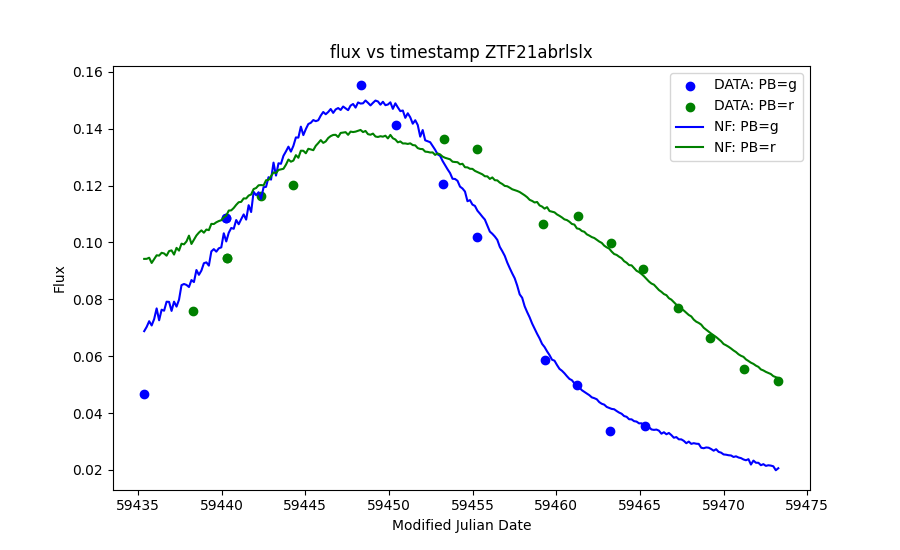 flux vs timestamp ZTF21abrlslx
0.16
0.14
0.12
0.10
0.08
0.06
0.04
0.02
Flux
DATA: PB=g
DATA: PB=r
NF: PB=g
NF: PB=r
59435 59440 59445 59450 59455 59460 59465 59470 59475
Modified Julian Date